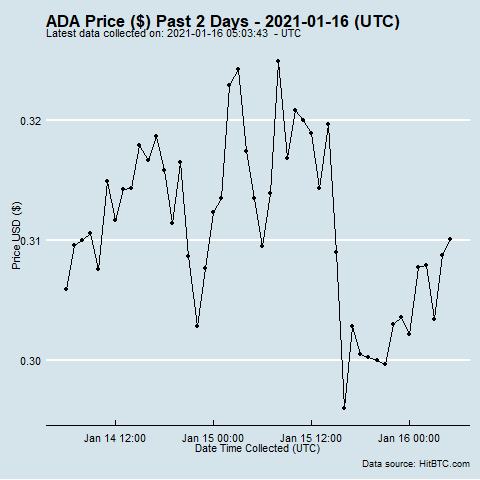 ADA Price ($) Past 2 Days - 2021-01-16 (UTC)
Latest data collected on: 2021-01-16 05:03:43 - UTC
0.32
0.31
0.30
Price USD ($)
Jan 14 12:00 Jan 15 00:00 Jan 15 12:00 Jan 16 00:00
Date Time Collected (UTC)
Data source: HitBTC.com